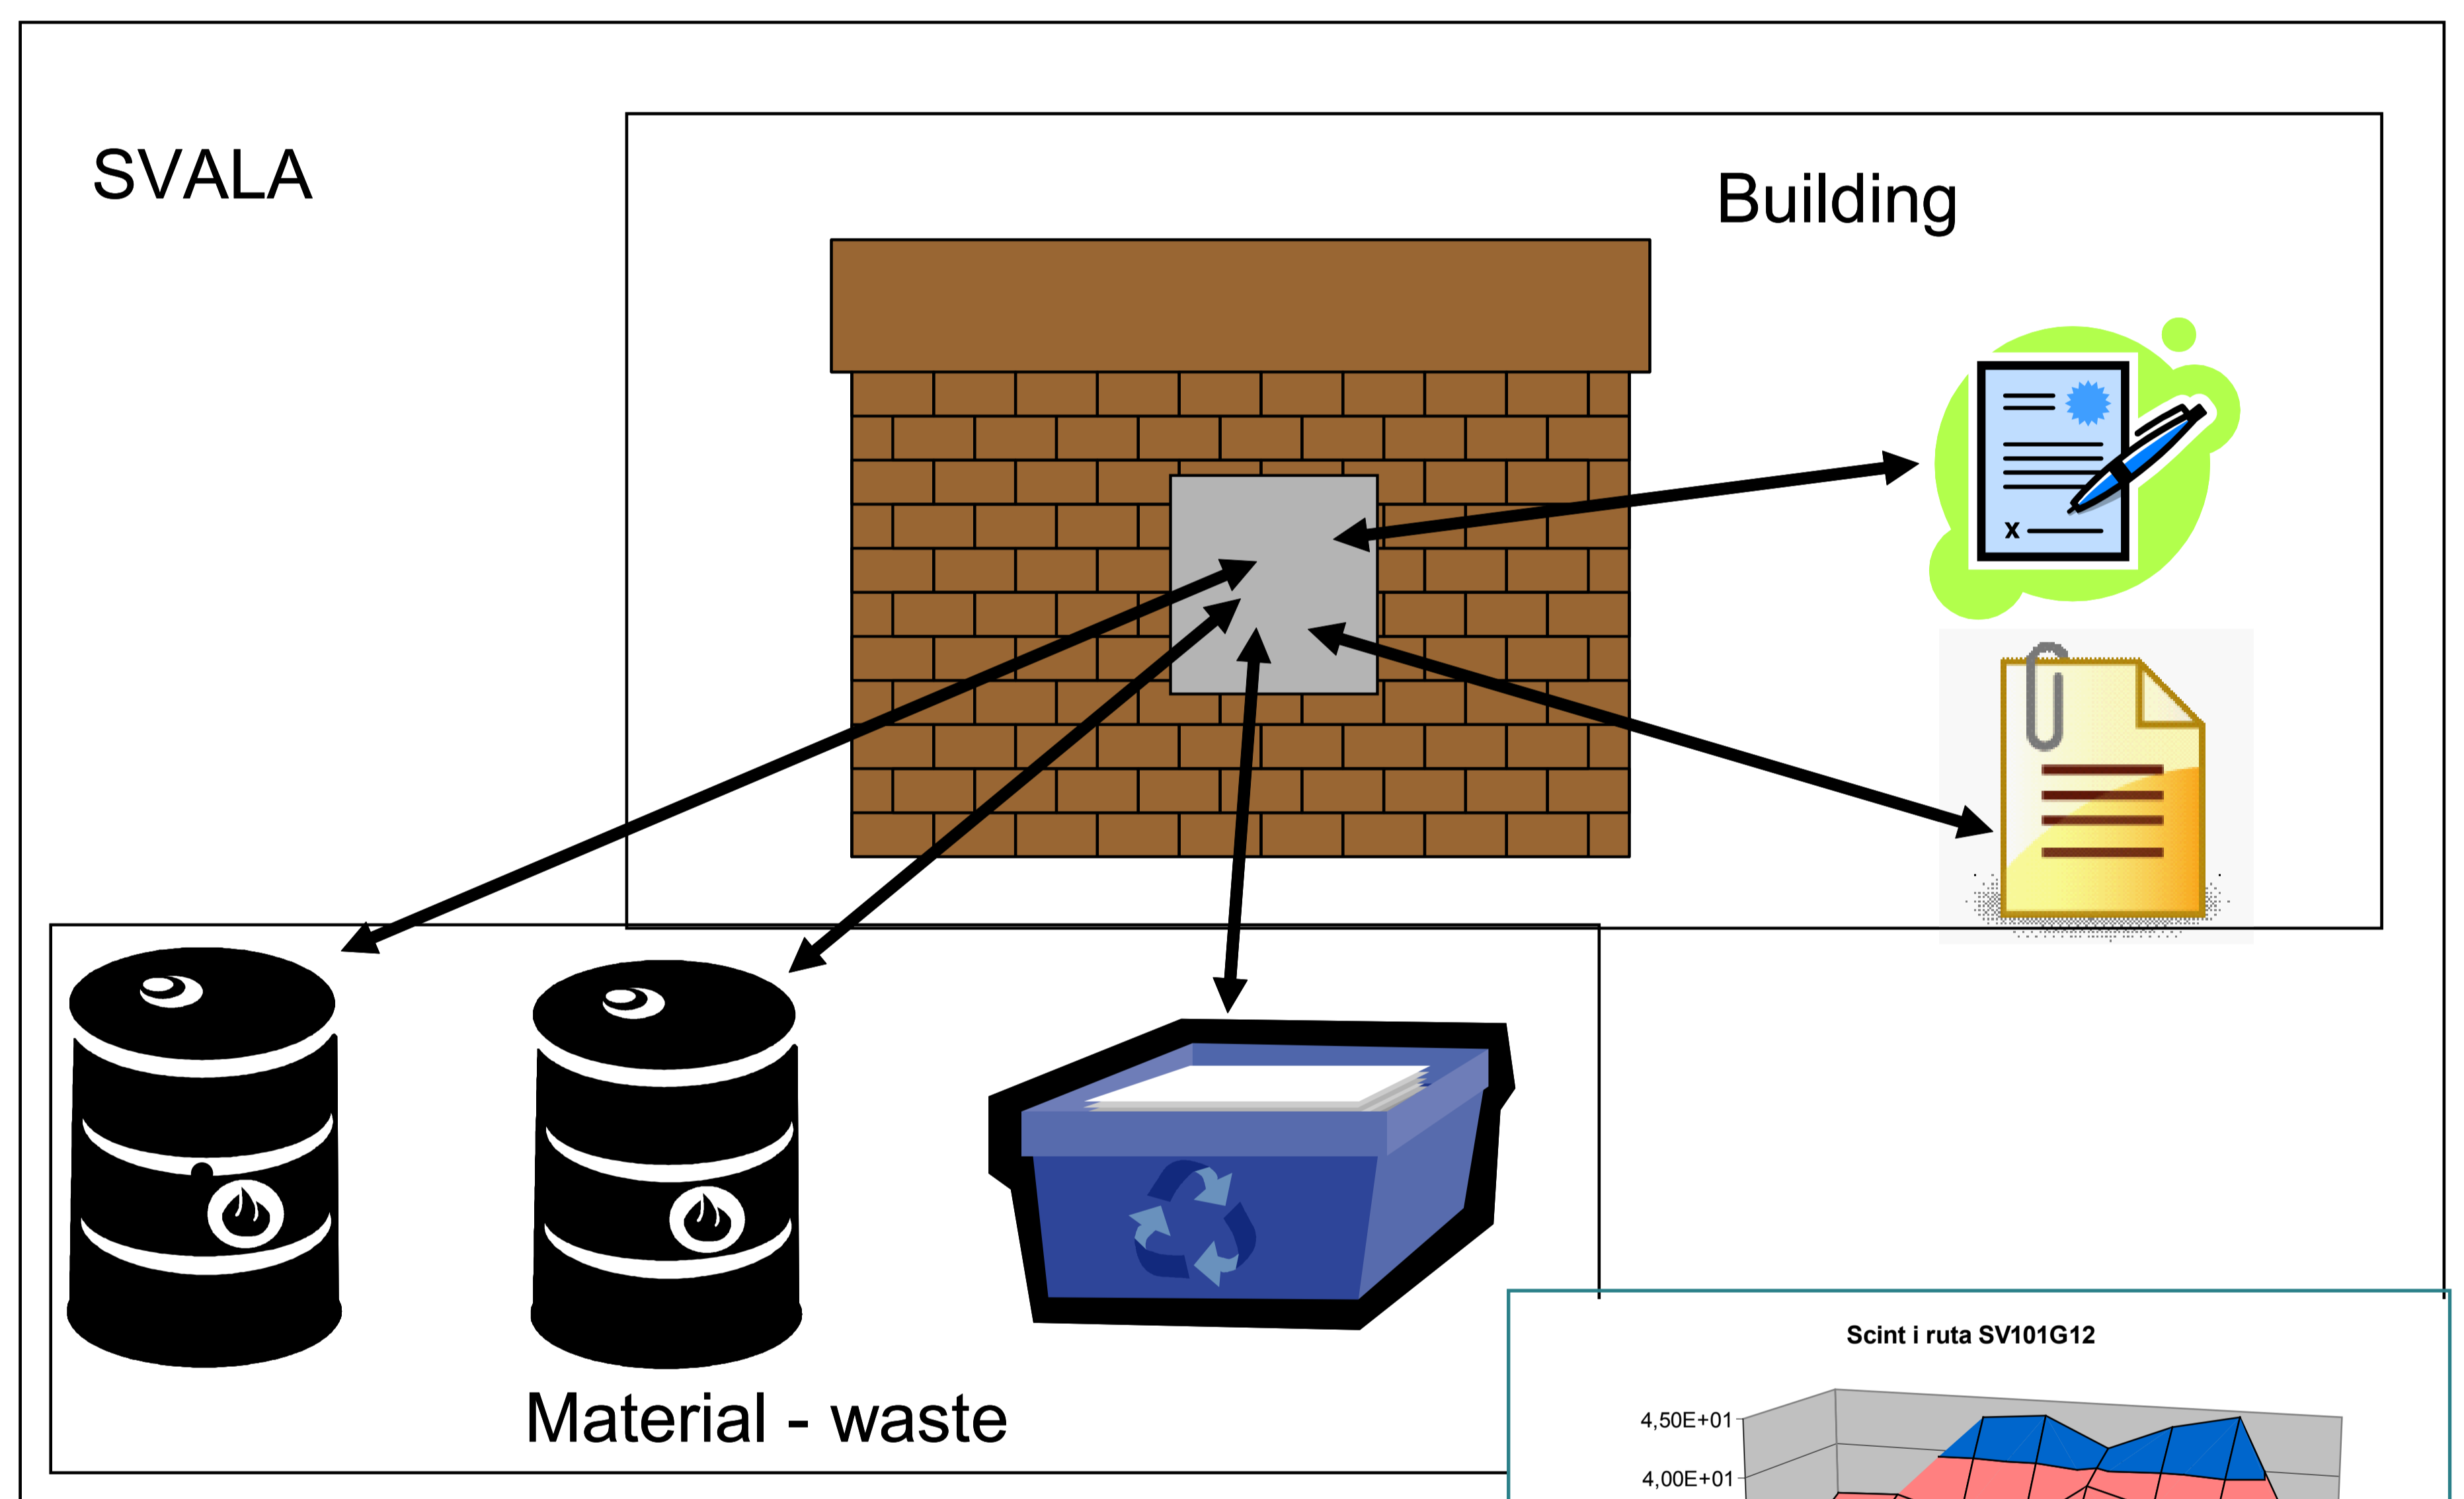 SVALA
Building
x
Material - waste
Scint i ruta SV101G12
4,50E+01
4,00E+01